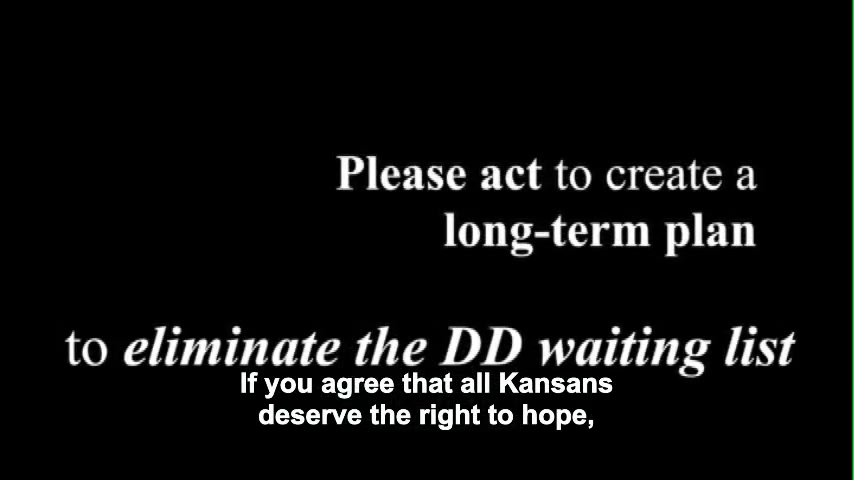 Please act to create a
long-term plan
to eliminate the DD waiting list
If you agree that all Kansans
deserve the right to hope,